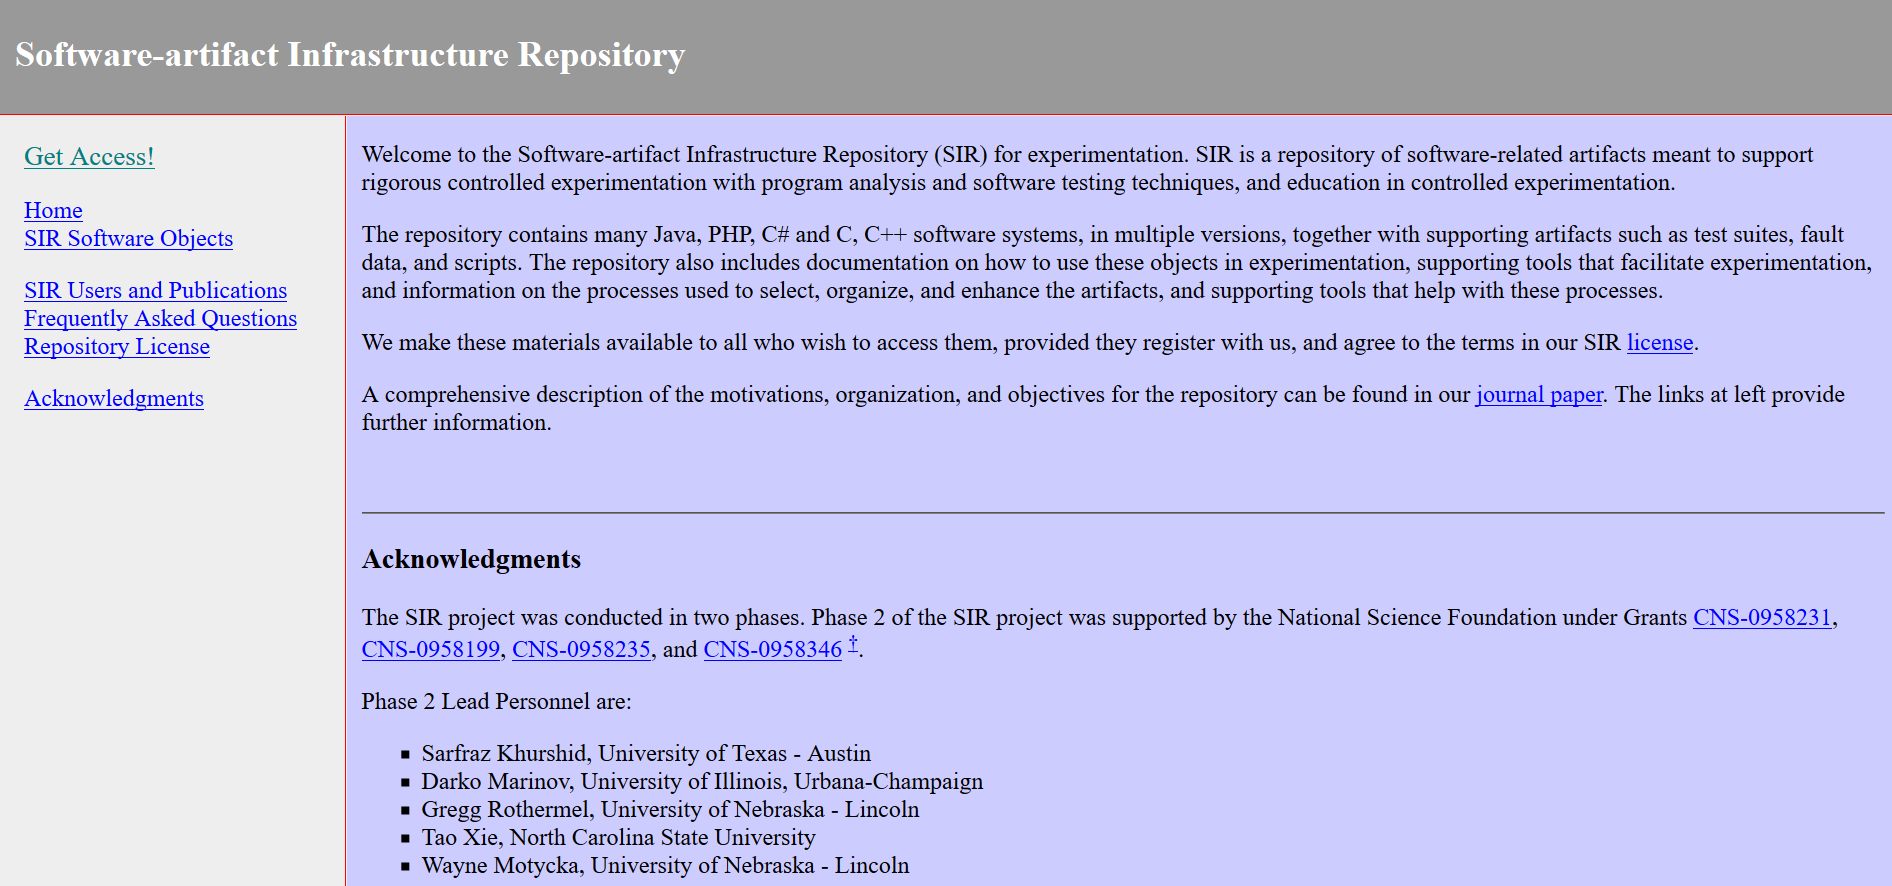 Software-artifact Infrastructure Repository
Get Access!
Home
SIR Software Objects
SIR Users and Publications
Frequently Asked Questions
Repository License
Acknowledgments
Welcome to the Software-artifact Infrastructure Repository (SIR) for experimentation. SIR is a repository of software-related artifacts meant to support
rigorous controlled experimentation with program analysis and software testing techniques, and education in controlled experimentation.
The repository contains many Java, PHP, C# and C, C++ software systems, in multiple versions, together with supporting artifacts such as test suites, fault
data, and scripts. The repository also includes documentation on how to use these objects in experimentation, supporting tools that facilitate experimentation,
and information on the processes used to select, organize, and enhance the artifacts, and supporting tools that help with these processes.
We make these materials available to all who wish to access them, provided they register with us, and agree to the terms in our SIR license.
A comprehensive description of the motivations, organization, and objectives for the repository can be found in our journal paper. The links at left provide
further information.
Acknowledgments
The SIR project was conducted in two phases. Phase 2 of the SIR project was supported by the National Science Foundation under Grants CNS-0958231,
CNS-0958199, CNS-0958235, and CNS-0958346 †.
Phase 2 Lead Personnel are:
▪ Sarfraz Khurshid, University of Texas - Austin
▪ Darko Marinov, University of Illinois, Urbana-Champaign
▪ Gregg Rothermel, University of Nebraska - Lincoln
▪ Tao Xie, North Carolina State University
▪ Wayne Motycka, University of Nebraska - Lincoln